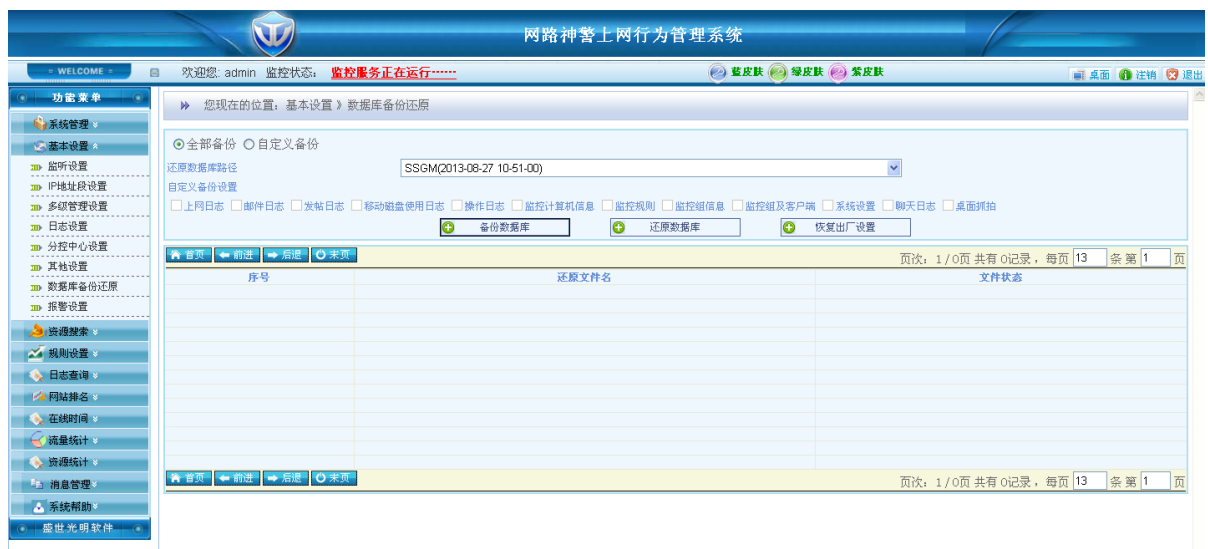 网路神警上网行为管理系统
= WELCOME =
欢迎您: admin 监控状态: 监控服务正在运行······
蓝皮肤 绿皮肤 紫皮肤
桌面 注销 退出
功能菜单
系统管理
基本设置
监听设置
IP地址段设置
多级管理设置
日志设置
分控中心设置
其他设置
数据库备份还原
报警设置
资源搜索
规则设置
日志查询
网站排名
在线时间
流量统计
资源统计
消息管理
系统帮助
盛世光明软件
您现在的位置: 基本设置 》 数据库备份还原
全部备份 自定义备份
还原数据库路径 SSGM(2013-08-27 10-51-00)
自定义备份设置
上网日志 邮件日志 发帖日志 移动磁盘使用日志 操作日志 监控计算机信息 监控规则 监控组信息 监控组及客户端 系统设置 聊天日志 桌面抓拍
备份数据库 还原数据库 恢复出厂设置
首页 前进 后退 末页 页次: 1/0页 共有 0记录, 每页 13 条 第 1 页
序号 还原文件名 文件状态
首页 前进 后退 末页 页次: 1/0页 共有 0记录, 每页 13 条 第 1 页